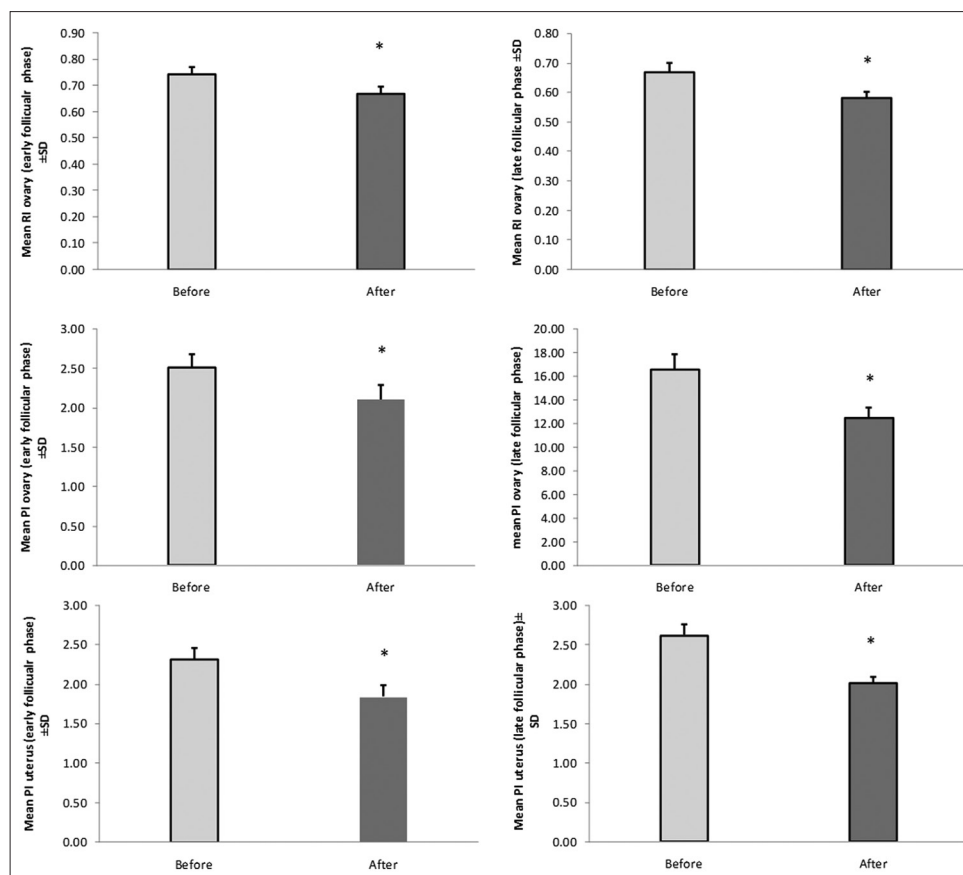 Mean RI ovary (early follicualr phase)
±SD
0.90
0.80
0.70
0.60
0.50
0.40
0.30
0.20
0.10
0.00
*
Before
After
Mean RI ovary (late follicular phase ±SD
0.80
0.70
0.60
0.50
0.40
0.30
0.20
0.10
0.00
*
Before
After
Mean PI ovary (early follicular phase)
±SD
3.00
2.50
2.00
1.50
1.00
0.50
0.00
*
Before
After
mean PI ovary (late follicular phase)
20.00
18.00
16.00
14.00
12.00
10.00
8.00
6.00
4.00
2.00
0.00
*
Before
After
Mean PI uterus (early follicualr phase)
±SD
3.00
2.50
2.00
1.50
1.00
0.50
0.00
*
Before
After
Mean PI uterus (late follicular phase)±
SD
3.00
2.50
2.00
1.50
1.00
0.50
0.00
*
Before
After